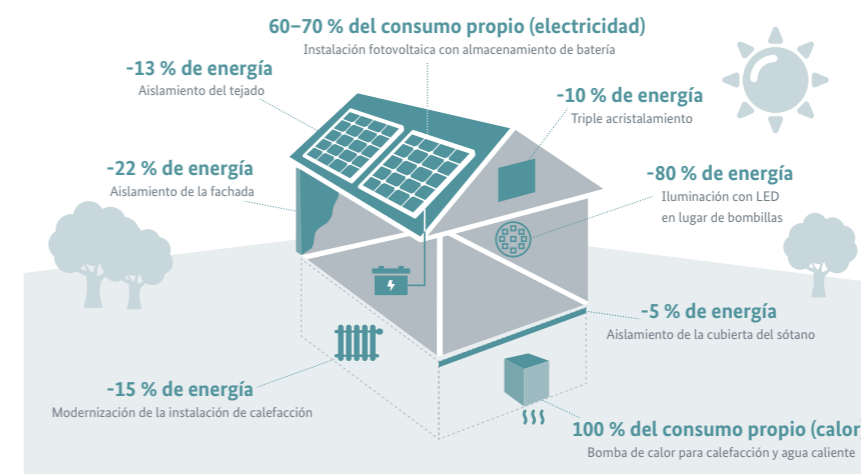 60–70 % del consumo propio (electricidad)
Instalación fotovoltaica con almacenamiento de batería
-13 % de energía
Aislamiento del tejado
-10 % de energía
Triple acristalamiento
-22 % de energía
Aislamiento de la fachada
-80 % de energía
Iluminación con LED
en lugar de bombillas
-5 % de energía
Aislamiento de la cubierta del sótano
-15 % de energía
Modernización de la instalación de calefacción
100 % del consumo propio (calor
Bomba de calor para calefacción y agua caliente